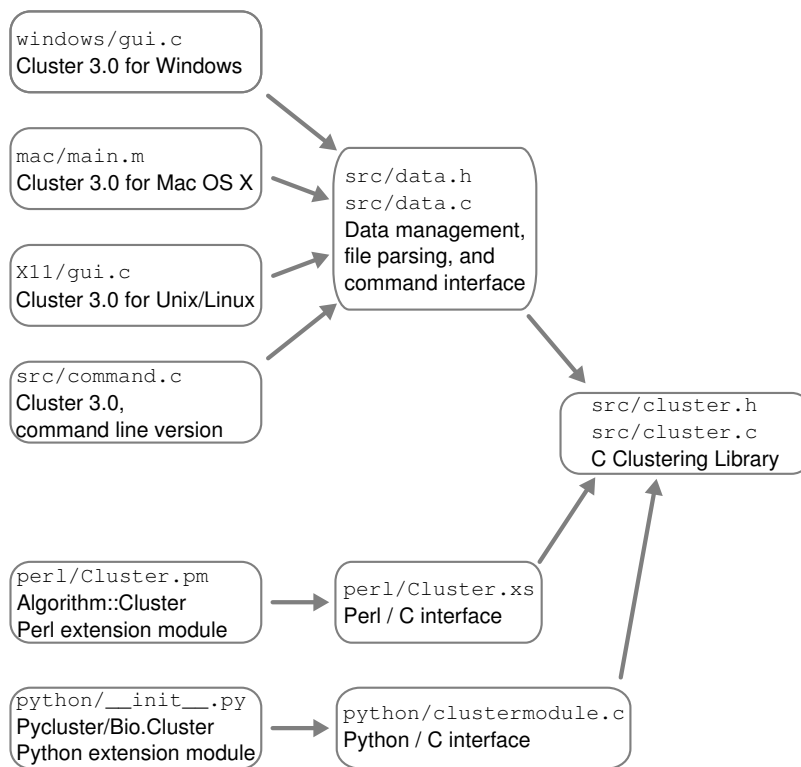 windows/gui.c
Cluster 3.0 for Windows
mac/main.m
Cluster 3.0 for Mac OS X
X11/gui.c
Cluster 3.0 for Unix/Linux
src/command.c
Cluster 3.0,
command line version
src/data.h
src/data.c
Data management,
file parsing, and
command interface
src/cluster.h
src/cluster.c
C Clustering Library
perl/Cluster.pm
Algorithm::Cluster
Perl extension module
perl/Cluster.xs
Perl / C interface
python/__init__.py
Pycluster/Bio.Cluster
Python extension module
python/clustermodule.c
Python / C interface